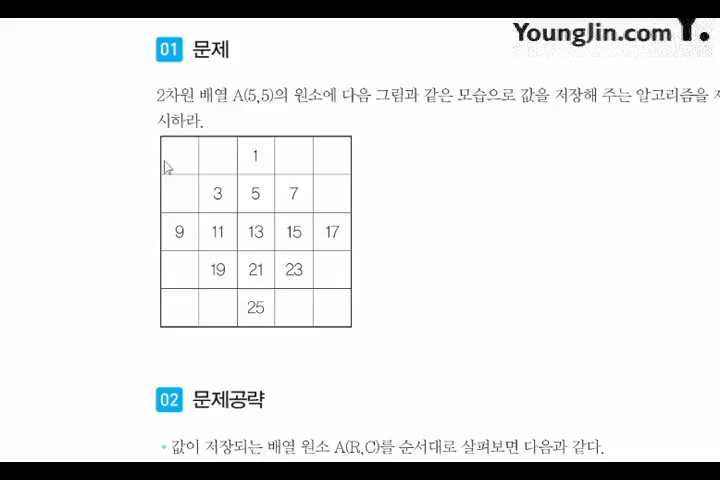 YoungJin.com Y.
01 문제
2차원 배열 A(5,5)의 원소에 다음 그림과 같은 모습으로 값을 저장해 주는 알고리즘을
시하라.
1
3 5 7
9 11 13 15 17
19 21 23
25
02 문제공략
• 값이 저장되는 배열 원소 A(R,C)를 순서대로 살펴보면 다음과 같다.